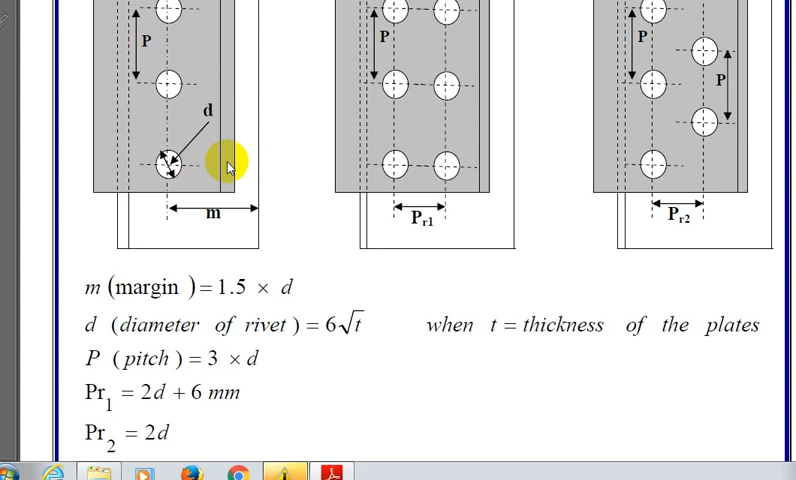 P P P
P
d
m Pr1 Pr2
m (margin ) = 1.5 × d
d (diameter of rivet ) = 6√t when t = thickness of the plates
P ( pitch ) = 3 × d
Pr1 = 2d + 6 mm
Pr2 = 2d